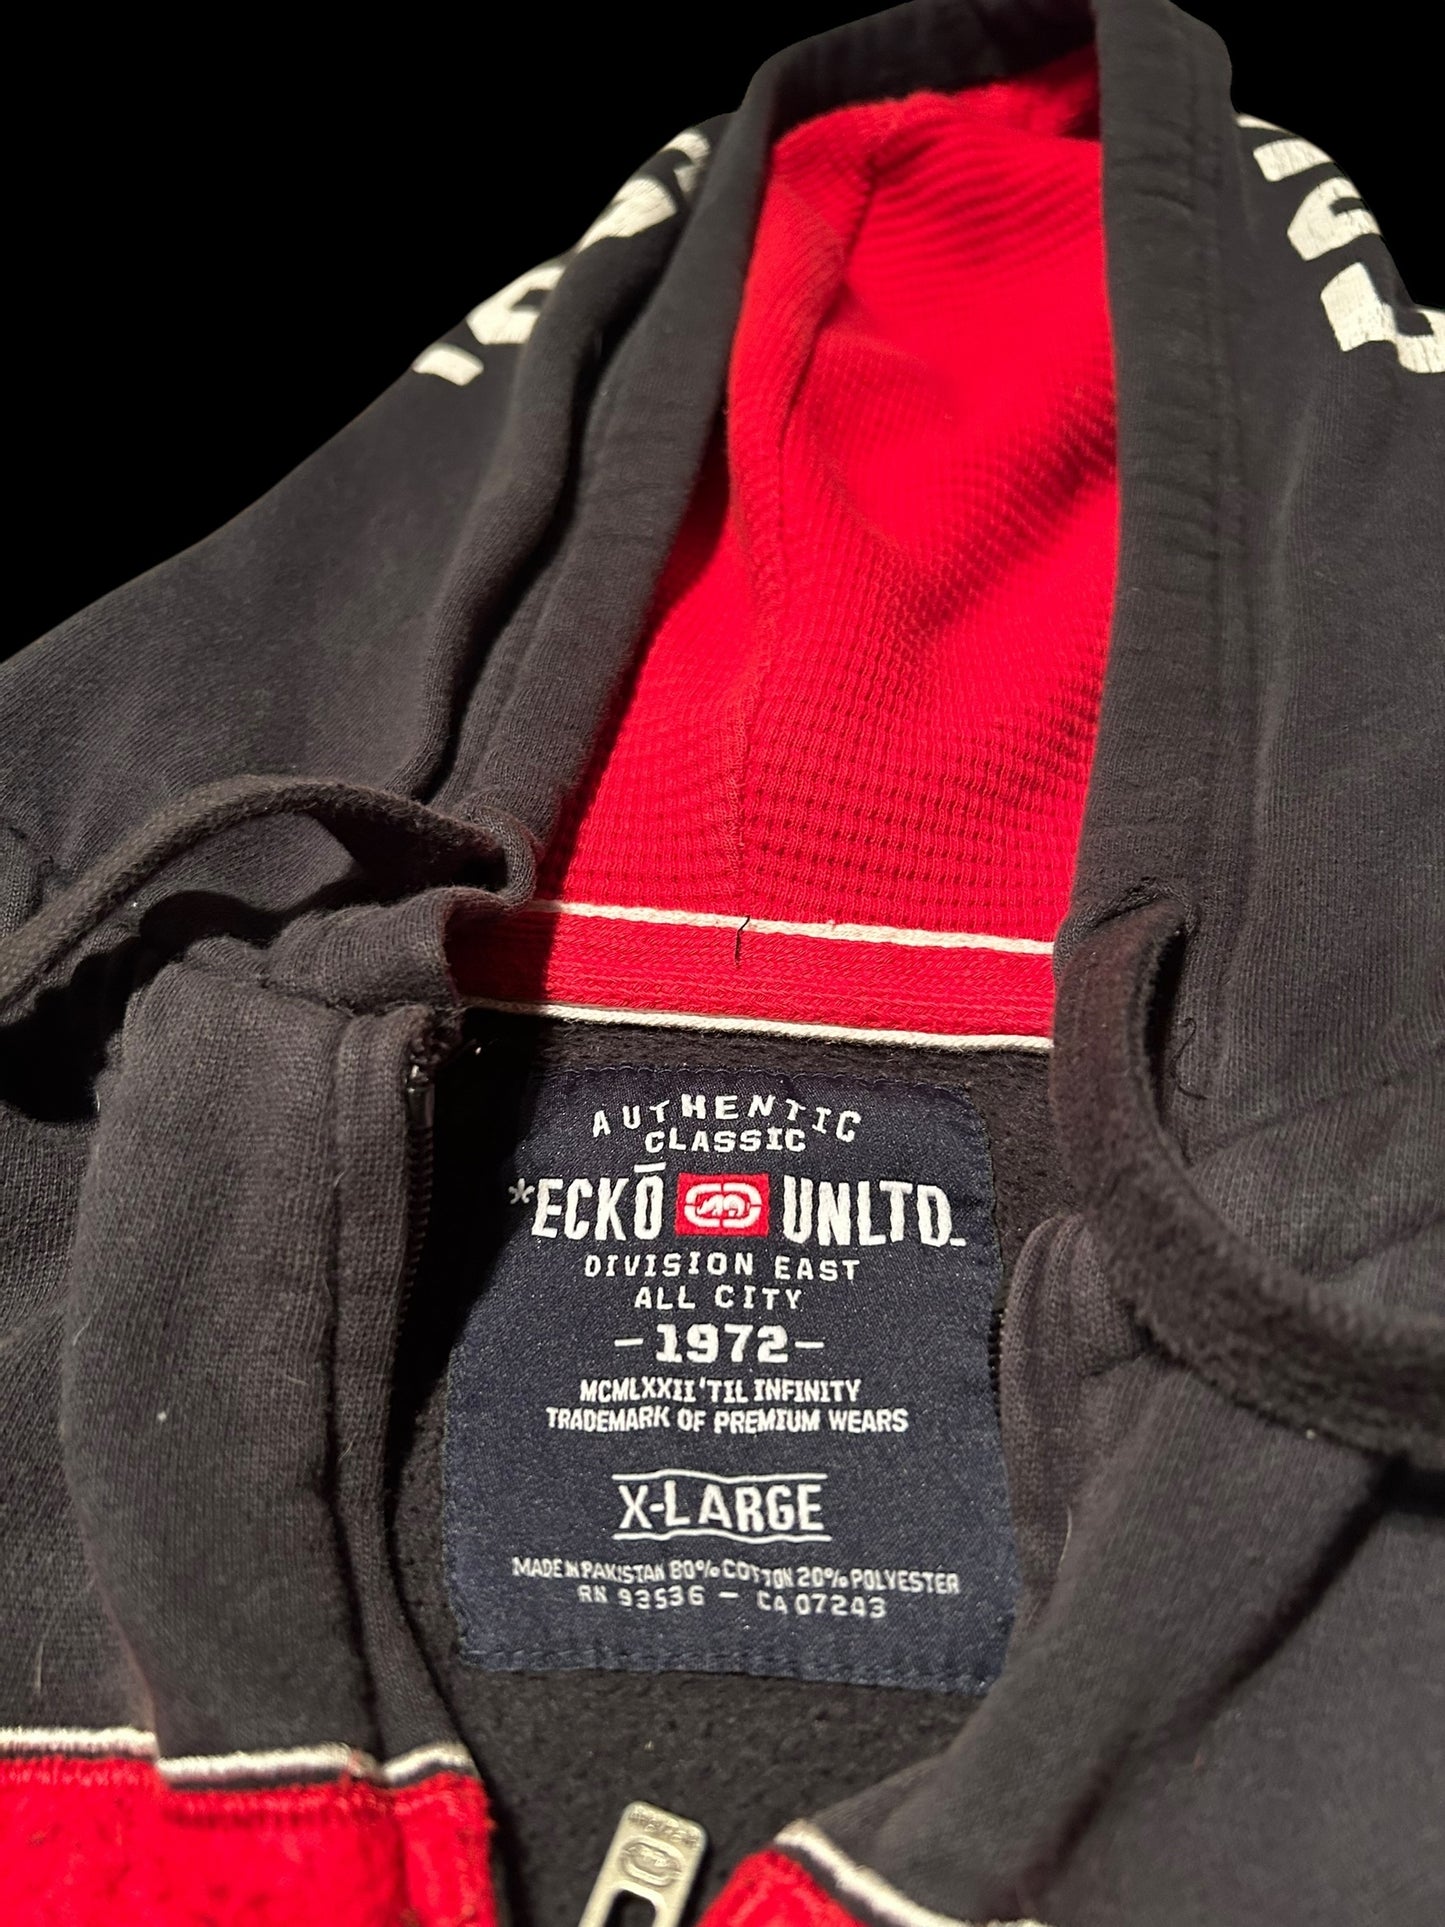 AUTHENTIC
CLASSIC
*ECKŌ UNLTD.
DIVISION EAST
ALL CITY
-1972-
MCMLXXII 'TIL INFINITY
TRADEMARK OF PREMIUM WEARS
X-LARGE
MADE IN PAKISTAN 80% COTTON 20% POLYESTER
RN 93536 — CA 07243